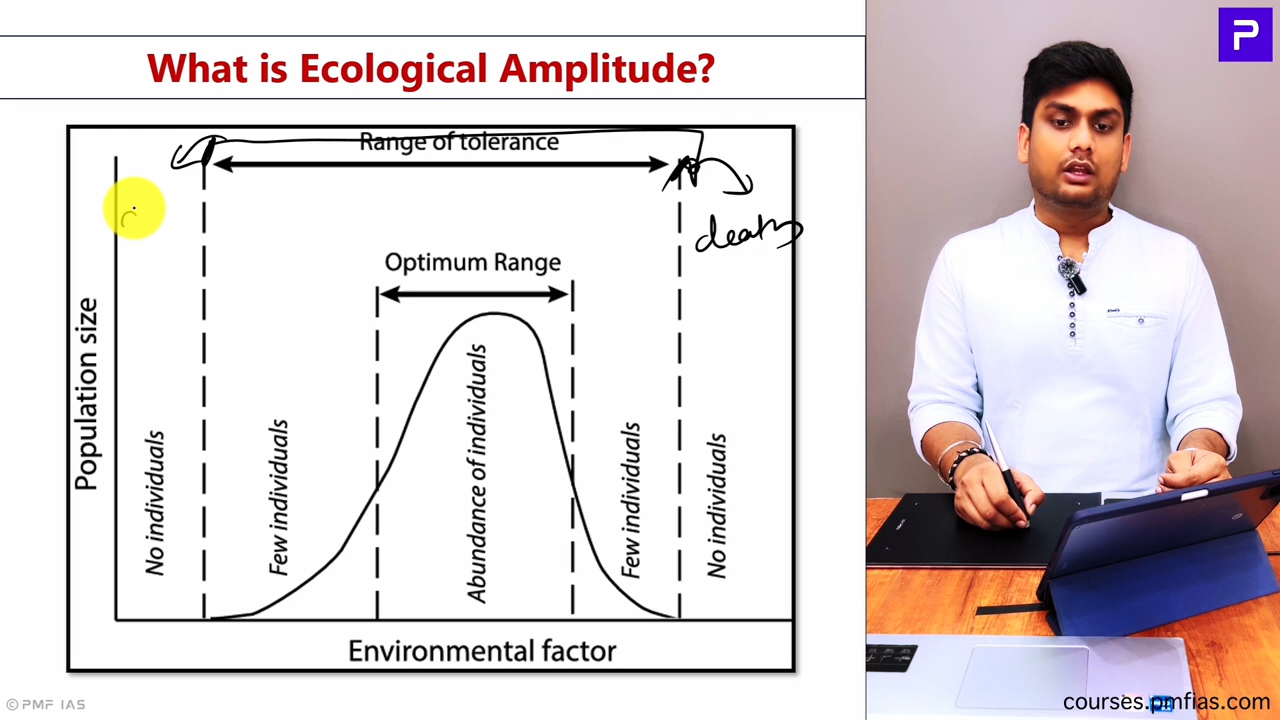 P
What is Ecological Amplitude?
Range of tolerance
death
Optimum Range
Population size
No individuals
Few individuals
Abundance of individuals
Few individuals
No individuals
Environmental factor
© PMF IAS
courses.pmfias.com